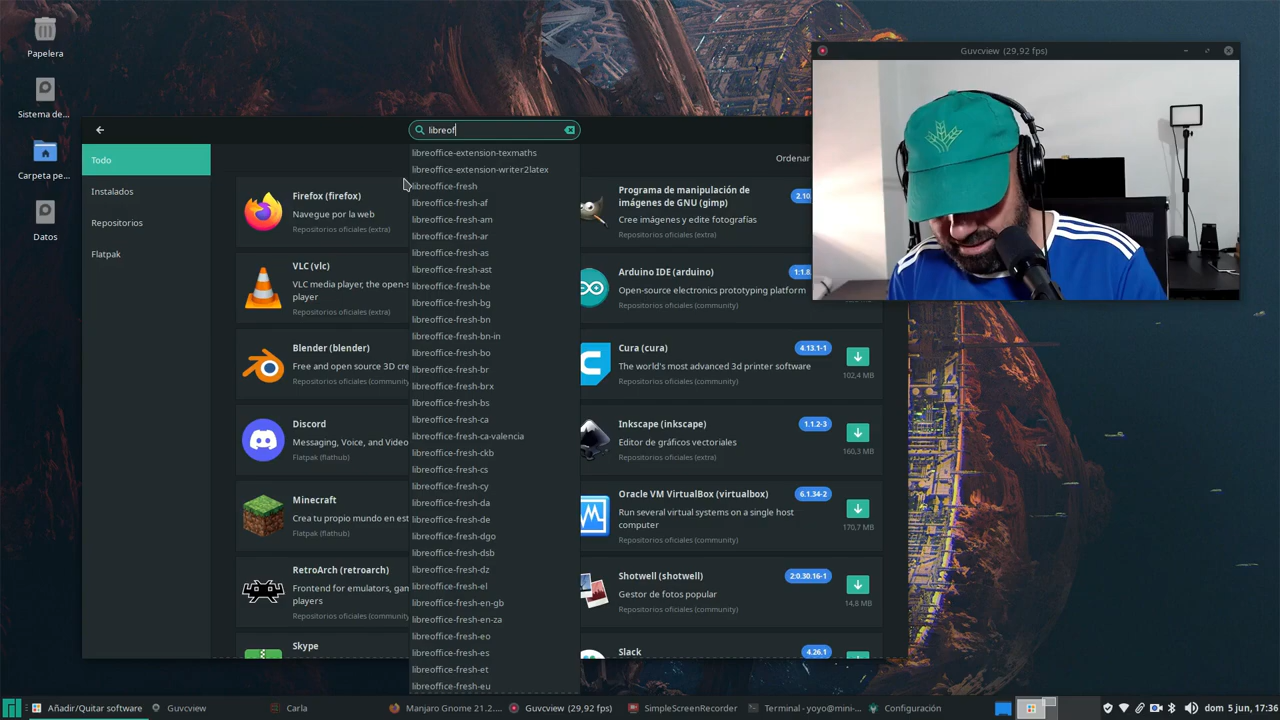 Papelera
Sistema de...
Carpeta pe...
Datos
Guvcview (29,92 fps)
libreof
Todo
Instalados
Repositorios
Flatpak
Ordenar
libreoffice-extension-texmaths
libreoffice-extension-writer2latex
libreoffice-fresh
libreoffice-fresh-af
libreoffice-fresh-am
libreoffice-fresh-ar
libreoffice-fresh-as
libreoffice-fresh-ast
libreoffice-fresh-be
libreoffice-fresh-bg
libreoffice-fresh-bn
libreoffice-fresh-bn-in
libreoffice-fresh-bo
libreoffice-fresh-br
libreoffice-fresh-brx
libreoffice-fresh-bs
libreoffice-fresh-ca
libreoffice-fresh-ca-valencia
libreoffice-fresh-ckb
libreoffice-fresh-cs
libreoffice-fresh-cy
libreoffice-fresh-da
libreoffice-fresh-de
libreoffice-fresh-dgo
libreoffice-fresh-dsb
libreoffice-fresh-dz
libreoffice-fresh-el
libreoffice-fresh-en-gb
libreoffice-fresh-en-za
libreoffice-fresh-eo
libreoffice-fresh-es
libreoffice-fresh-et
libreoffice-fresh-eu
Firefox (firefox)
Navegue por la web
Repositorios oficiales (extra)
VLC (vlc)
VLC media player, the open-s
player
Repositorios oficiales (extra)
Blender (blender)
Free and open source 3D cre
Repositorios oficiales (community
Discord
Messaging, Voice, and Video
Flatpak (flathub)
Minecraft
Crea tu propio mundo en est
Flatpak (flathub)
RetroArch (retroarch)
Frontend for emulators, gan
players
Repositorios oficiales (community
Skype
Programa de manipulación de
imágenes de GNU (gimp)
2.10
Cree imágenes y edite fotografías
Repositorios oficiales (extra)
Arduino IDE (arduino)
1:1.8
Open-source electronics prototyping platform
Repositorios oficiales (community)
Cura (cura)
4.13.1-1
The world's most advanced 3d printer software
Repositorios oficiales (community)
102,4 MB
Inkscape (inkscape)
1.1.2-3
Editor de gráficos vectoriales
Repositorios oficiales (extra)
160,3 MB
Oracle VM VirtualBox (virtualbox)
6.1.34-2
Run several virtual systems on a single host
computer
Repositorios oficiales (community)
170,7 MB
Shotwell (shotwell)
2:0.30.16-1
Gestor de fotos popular
Repositorios oficiales (community)
14,8 MB
Slack
4.26.1
Añadir/Quitar software
Guvcview
Carla
Manjaro Gnome 21.2....
Guvcview (29,92 fps)
SimpleScreenRecorder
Terminal - yoyo@mini-...
Configuración
dom 5 jun, 17:36